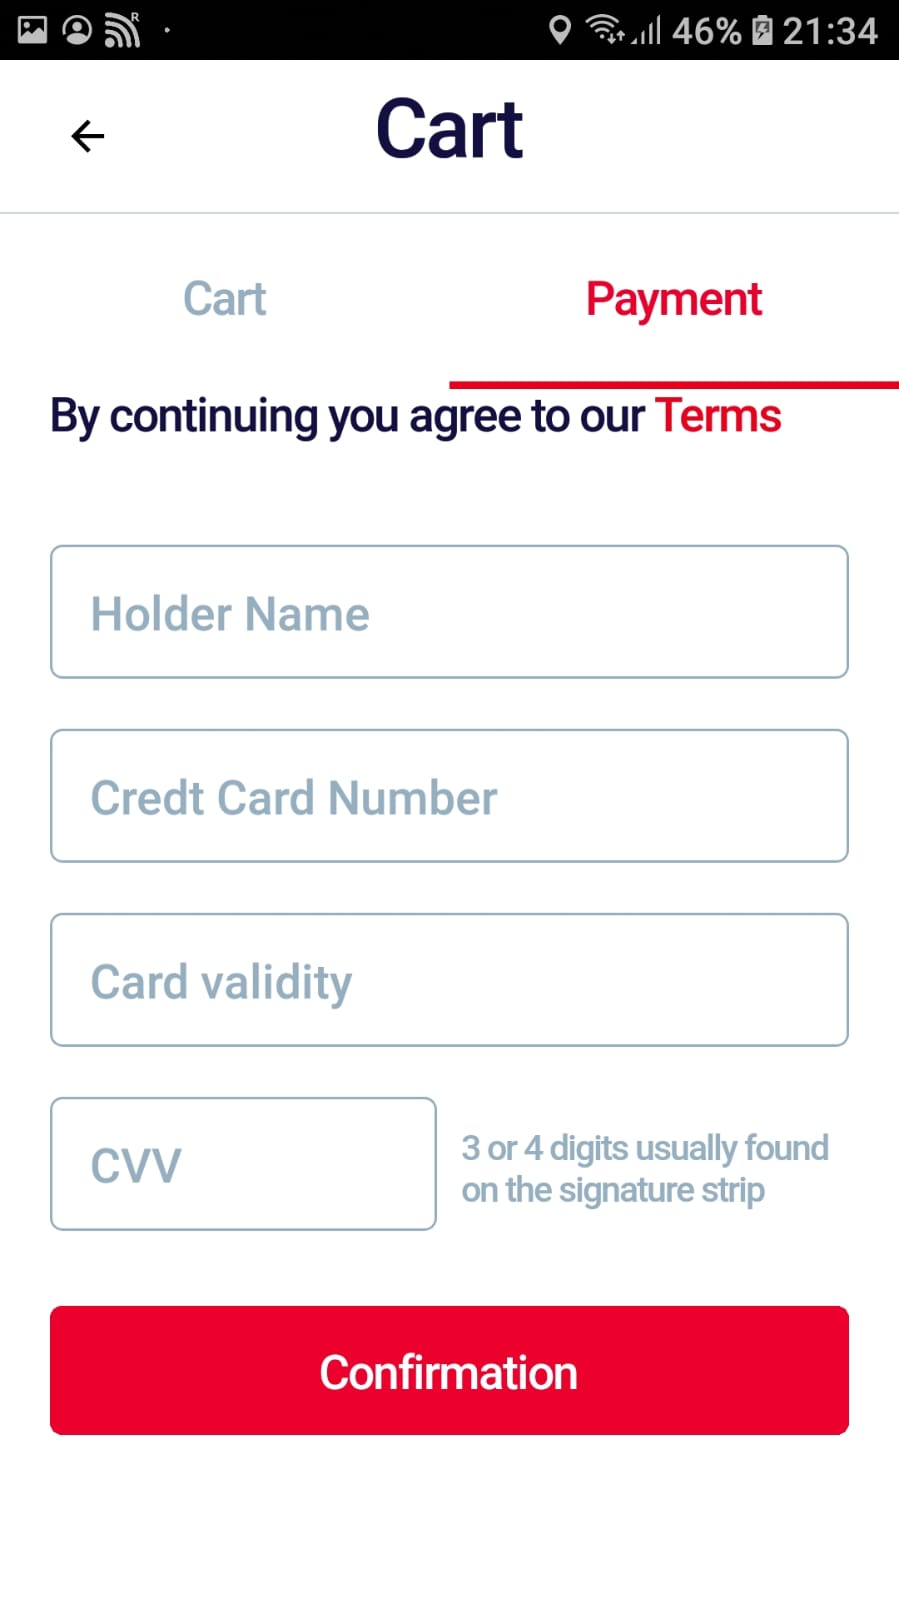 46% 21:34
Cart
Cart Payment
By continuing you agree to our Terms
Holder Name
Credt Card Number
Card validity
CVV
3 or 4 digits usually found
on the signature strip
Confirmation